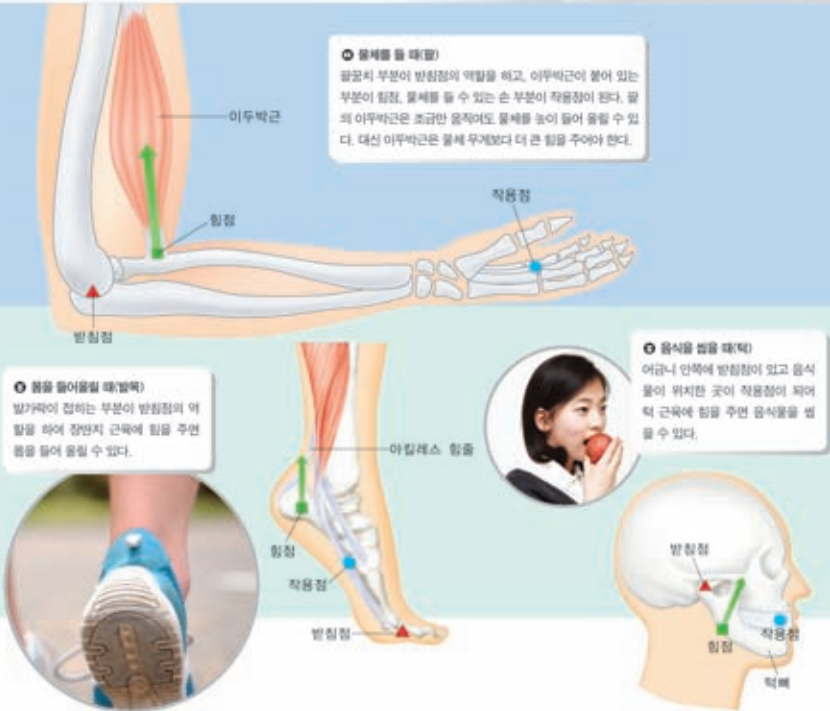 물체를 들 때(팔)
팔꿈치 부분이 받침점의 역할을 하고, 이두박근이 붙어 있는
부분이 힘점, 물체를 들 수 있는 손 부분이 작용점이 된다. 팔
의 이두박근은 조금만 움직여도 물체를 높이 들어 올릴 수 있
다. 대신 이두박근은 물체 무게보다 더 큰 힘을 주어야 한다.
이두박근
작용점
힘점
받침점
몸을 들어올릴 때(발목)
발가락이 접히는 부분이 받침점의 역
할을 하여 장딴지 근육에 힘을 주면
몸을 들어 올릴 수 있다.
음식을 씹을 때(턱)
어금니 안쪽에 받침점이 있고 음식
물이 위치한 곳이 작용점이 되어
턱 근육에 힘을 주면 음식물을 씹
을 수 있다.
아킬레스 힘줄
힘점
작용점
받침점
받침점
힘점
작용점
턱뼈